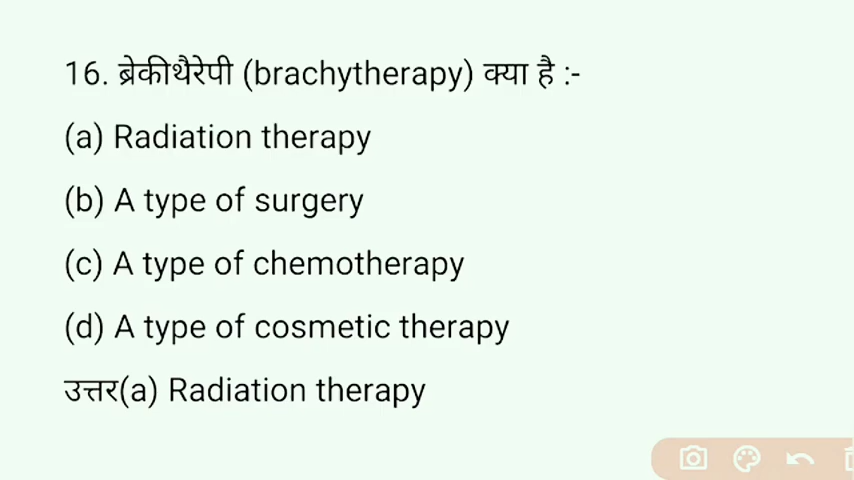 16. ब्रेकीथैरेपी (brachytherapy) क्या है :-
(a) Radiation therapy
(b) A type of surgery
(c) A type of chemotherapy
(d) A type of cosmetic therapy
उत्तर(a) Radiation therapy